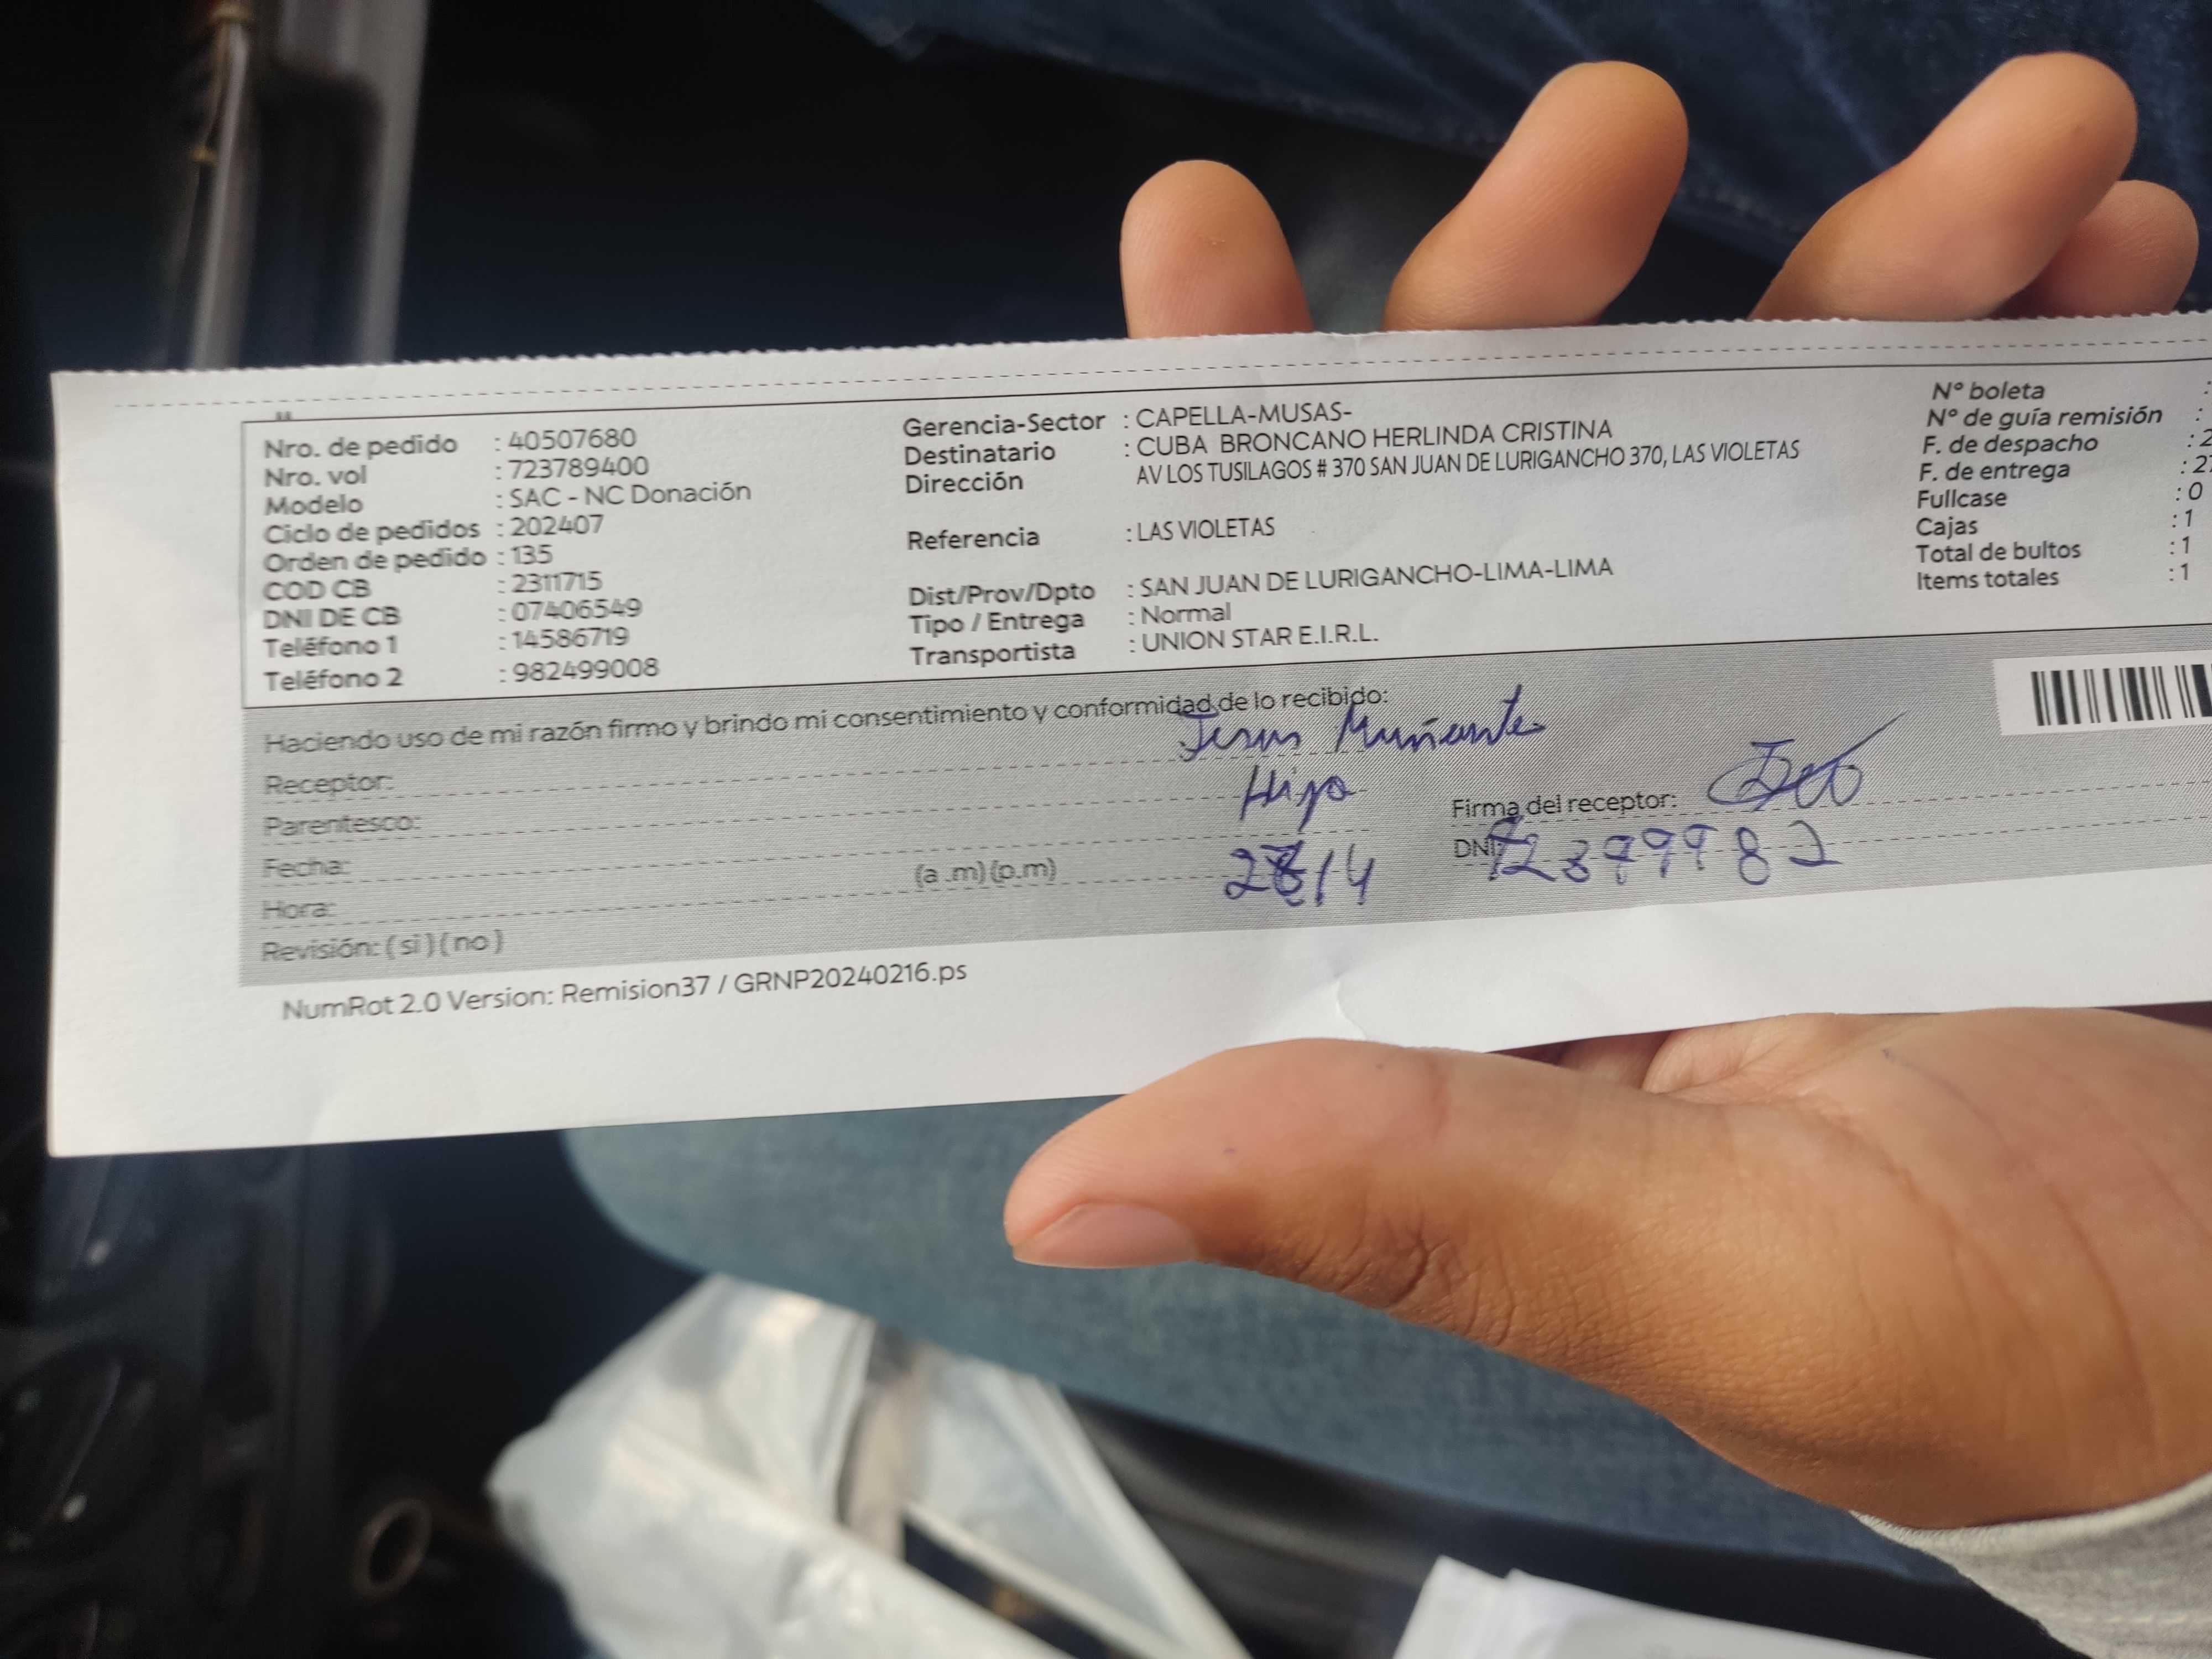 Nro. de pedido : 40507680
Nro. vol : 723789400
Modelo : SAC - NC Donación
Ciclo de pedidos : 202407
Orden de pedido : 135
COD CB : 2311715
DNI DE CB : 07406549
Teléfono 1 : 14586719
Teléfono 2 : 982499008
Gerencia-Sector : CAPELLA-MUSAS-
Destinatario : CUBA BRONCANO HERLINDA CRISTINA
Dirección AV LOS TUSILAGOS # 370 SAN JUAN DE LURIGANCHO 370, LAS VIOLETAS
Referencia : LAS VIOLETAS
Dist/Prov/Dpto : SAN JUAN DE LURIGANCHO-LIMA-LIMA
Tipo / Entrega : Normal
Transportista : UNION STAR E.I.R.L.
N° boleta :
N° de guía remisión :
F. de despacho : 2
F. de entrega : 2
Fullcase : 0
Cajas : 1
Total de bultos : 1
Items totales : 1
Haciendo uso de mi razón firmo y brindo mi consentimiento y conformidad de lo recibido:
Receptor: Jesus Muñante
Parentesco: Hijo
Firma del receptor:
Fecha: /4
DNI:
Hora: (a .m) (p.m)
Revisión: ( si ) ( no )
NumRot 2.0 Version: Remision37 / GRNP20240216.ps